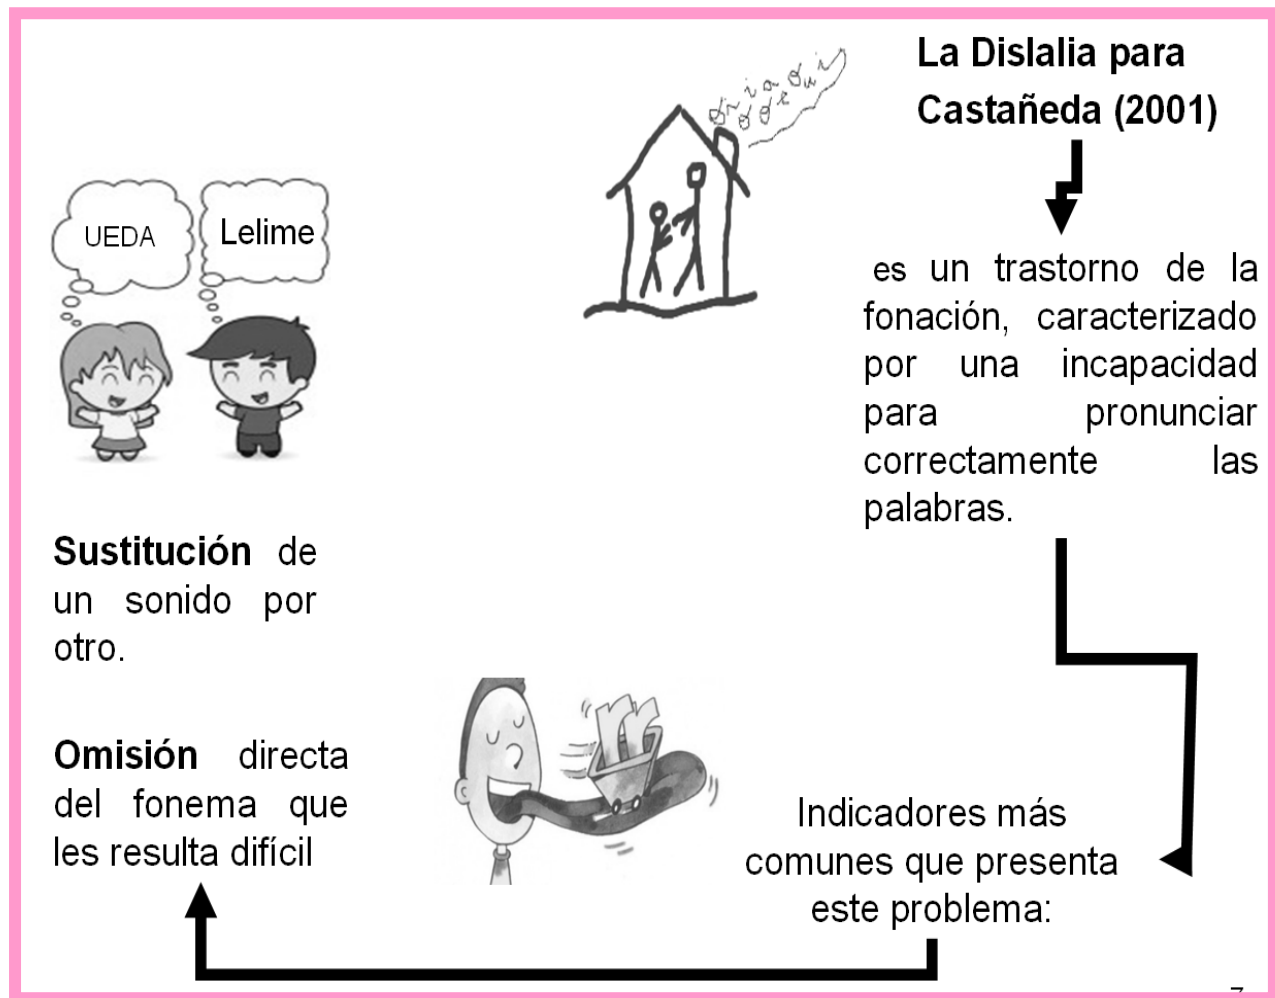 La Dislalia para
Castañeda (2001)
es un trastorno de la
fonación, caracterizado
por una incapacidad
para pronunciar
correctamente las
palabras.
Indicadores más
comunes que presenta
este problema:
Omisión directa
del fonema que
les resulta difícil
Sustitución de
un sonido por
otro.
UEDA
Lelime
rr